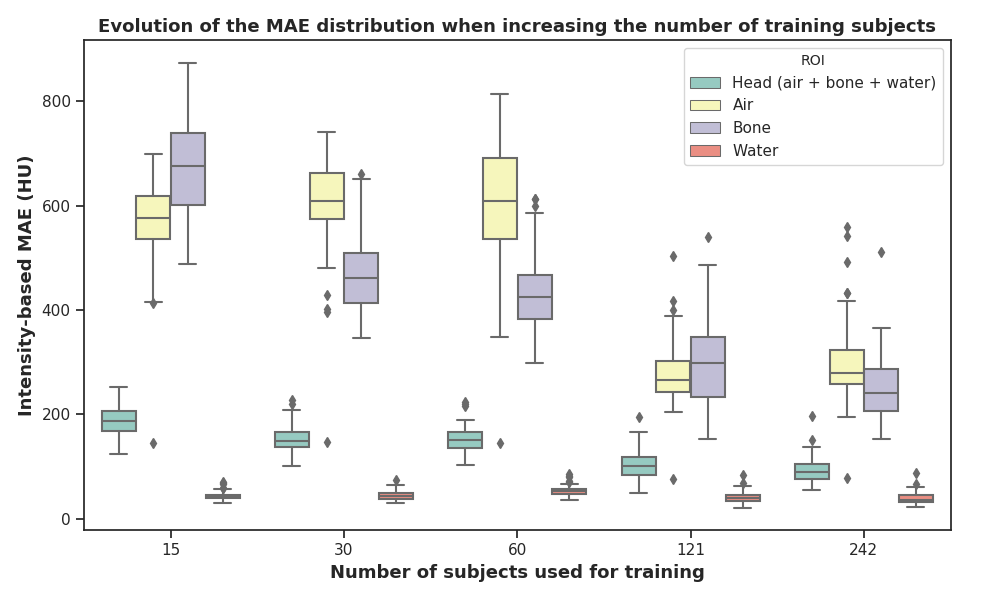 Evolution of the MAE distribution when increasing the number of training subjects
ROI
Head (air + bone + water)
Air
Bone
Water
Intensity-based MAE (HU)
800
600
400
200
0
15 30 60 121 242
Number of subjects used for training